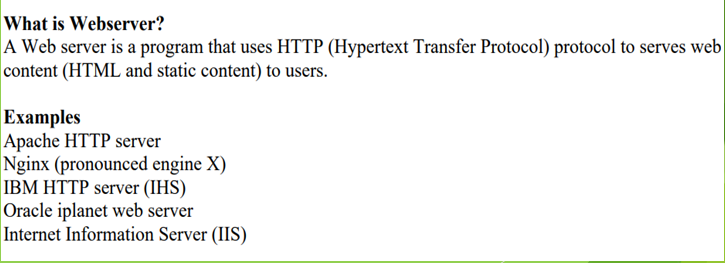 What is Webserver?
A Web server is a program that uses HTTP (Hypertext Transfer Protocol) protocol to serves web
content (HTML and static content) to users.
Examples
Apache HTTP server
Nginx (pronounced engine X)
IBM HTTP server (IHS)
Oracle iplanet web server
Internet Information Server (IIS)